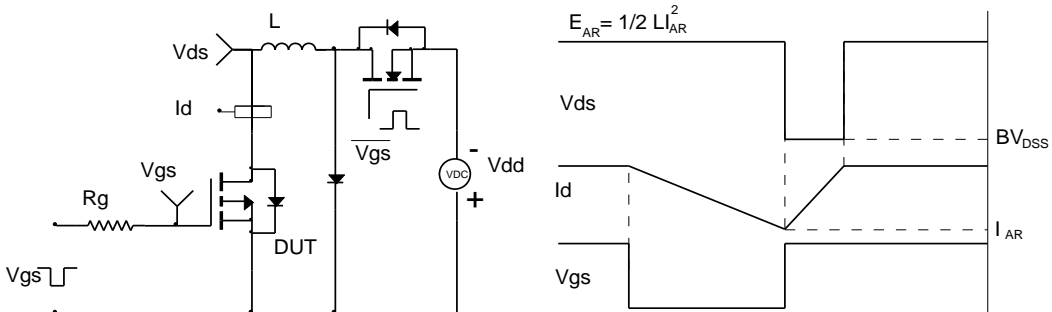 L
Vds
Id
Vgs
Rg
Vgs
DUT
Vgs
-
VDC
+
Vdd
E_AR= 1/2 LI_AR^2
Vds
BV_DSS
Id
I_AR
Vgs